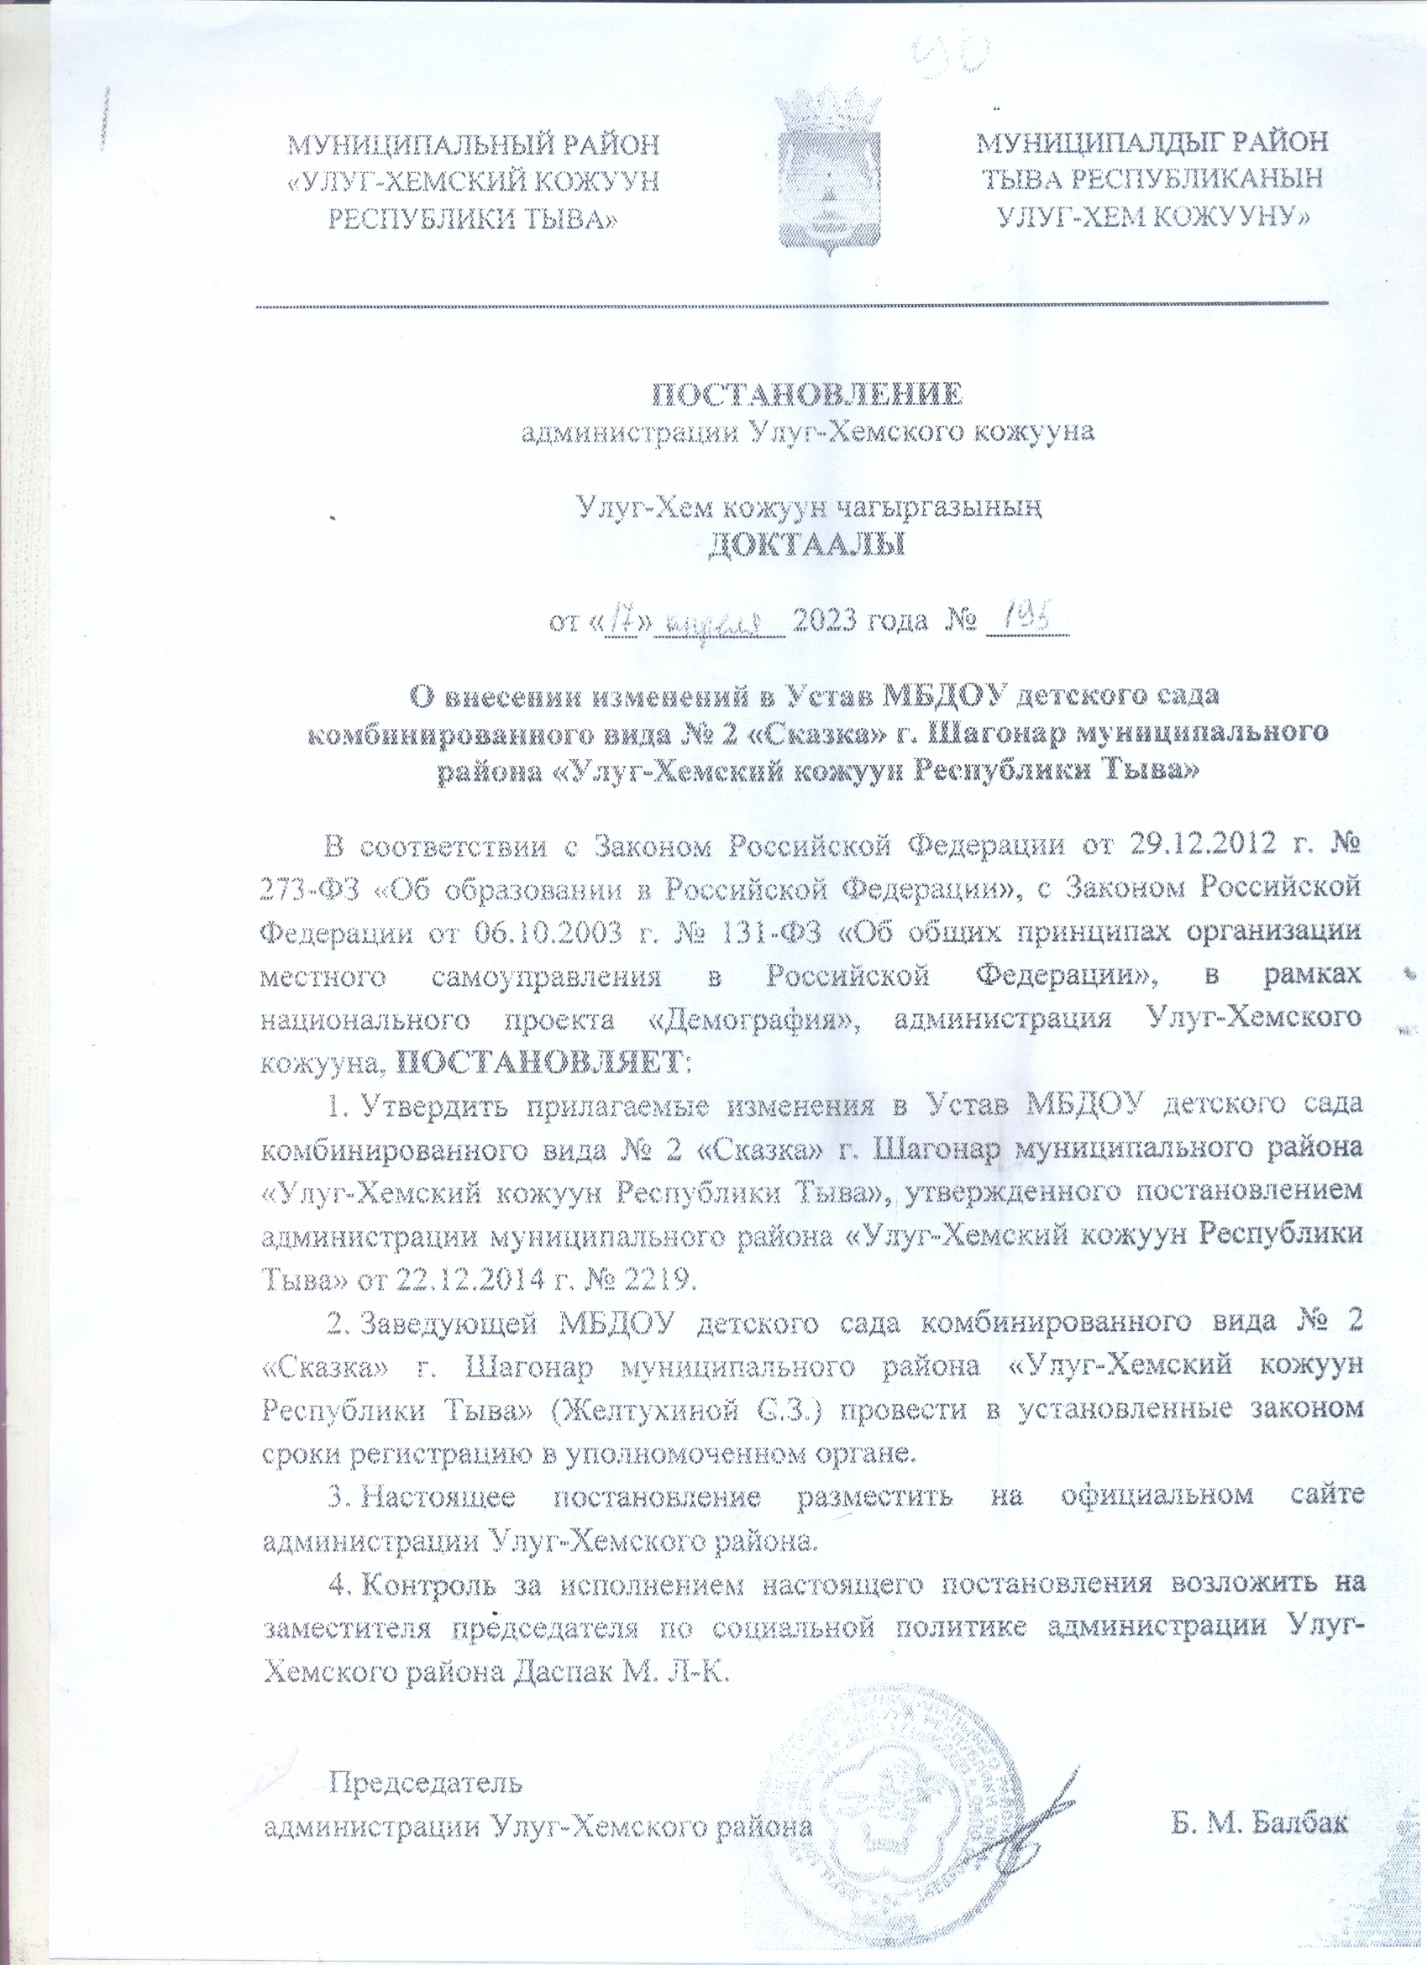 МУНИЦИПАЛЬНЫЙ РАЙОН
«УЛУГ-ХЕМСКИЙ КОЖУУН
РЕСПУБЛИКИ ТЫВА»
МУНИЦИПАЛДЫГ РАЙОН
ТЫВА РЕСПУБЛИКАНЫН
УЛУГ-ХЕМ КОЖУУНУ»
ПОСТАНОВЛЕНИЕ
администрации Улуг-Хемского кожууна
Улуг-Хем кожуун чагыргазының
ДОКТААЛЫ
от «17» апреля 2023 года № 195
О внесении изменений в Устав МБДОУ детского сада
комбинированного вида № 2 «Сказка» г. Шагонар муниципального
района «Улуг-Хемский кожуун Республики Тыва»
В соответствии с Законом Российской Федерации от 29.12.2012 г. №
273-ФЗ «Об образовании в Российской Федерации», с Законом Российской
Федерации от 06.10.2003 г. № 131-ФЗ «Об общих принципах организации
местного самоуправления в Российской Федерации», в рамках
национального проекта «Демография», администрация Улуг-Хемского
кожууна, ПОСТАНОВЛЯЕТ:
1. Утвердить прилагаемые изменения в Устав МБДОУ детского сада
комбинированного вида № 2 «Сказка» г. Шагонар муниципального района
«Улуг-Хемский кожуун Республики Тыва», утвержденного постановлением
администрации муниципального района «Улуг-Хемский кожуун Республики
Тыва» от 22.12.2014 г. № 2219.
2. Заведующей МБДОУ детского сада комбинированного вида № 2
«Сказка» г. Шагонар муниципального района «Улуг-Хемский кожуун
Республики Тыва» (Желтухиной С.З.) провести в установленные законом
сроки регистрацию в уполномоченном органе.
3. Настоящее постановление разместить на официальном сайте
администрации Улуг-Хемского района.
4. Контроль за исполнением настоящего постановления возложить на
заместителя председателя по социальной политике администрации Улуг-
Хемского района Даспак М. Л-К.
Председатель
администрации Улуг-Хемского района
Б. М. Балбак